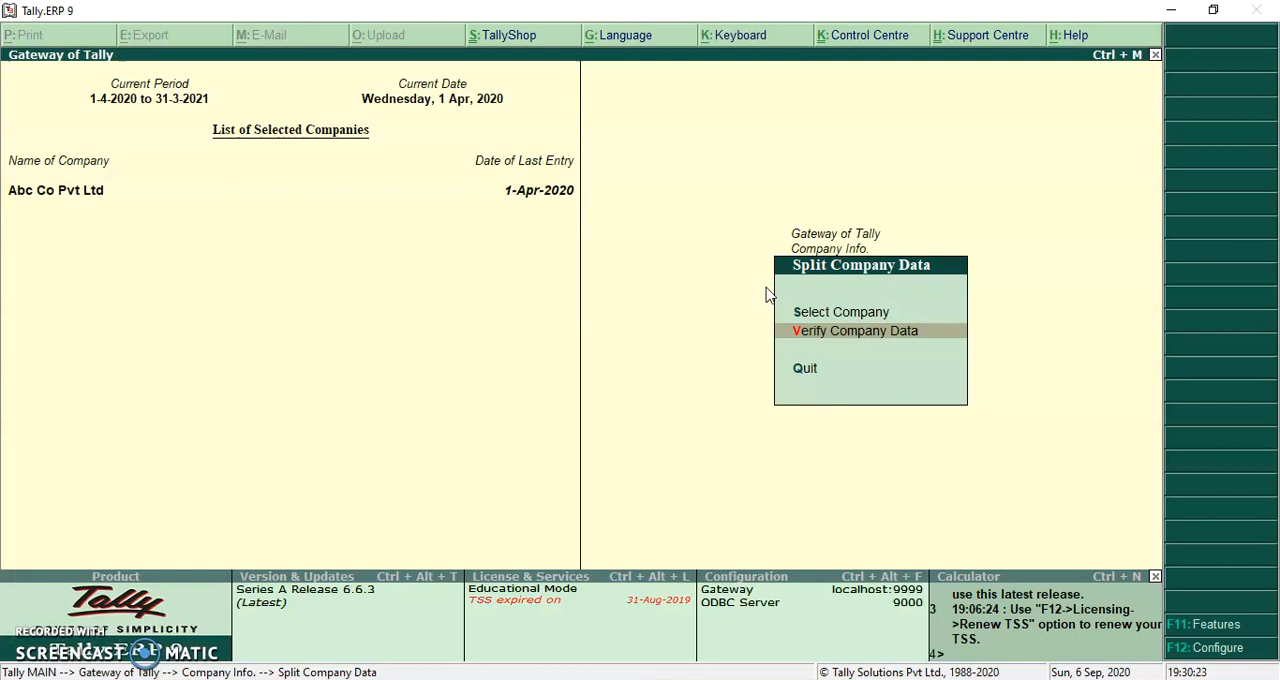 Tally.ERP 9
P: Print E: Export M: E-Mail O: Upload S: TallyShop G: Language K: Keyboard K: Control Centre H: Support Centre H: Help
Gateway of Tally Ctrl + M
Current Period Current Date
1-4-2020 to 31-3-2021 Wednesday, 1 Apr, 2020
List of Selected Companies
Name of Company Date of Last Entry
Abc Co Pvt Ltd 1-Apr-2020
Gateway of Tally
Company Info.
Split Company Data
Select Company
Verify Company Data
Quit
Product Version & Updates Ctrl + Alt + T License & Services Ctrl + Alt + L Configuration Ctrl + Alt + F Calculator Ctrl + N
Tally
SIMPLICITY
RECORDED WITH
SCREENCAST MATIC
Series A Release 6.6.3
(Latest)
Educational Mode
TSS expired on 31-Aug-2019
Gateway localhost:9999
ODBC Server 9000
use this latest release.
3 19:06:24 : Use "F12->Licensing-
>Renew TSS" option to renew your
TSS.
4>
F11: Features
F12: Configure
Tally MAIN --> Gateway of Tally --> Company Info. --> Split Company Data © Tally Solutions Pvt Ltd., 1988-2020 Sun, 6 Sep, 2020 19:30:23